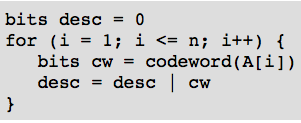 bits desc = 0
for (i = 1; i <= n; i++) {
    bits cw = codeword(A[i])
    desc = desc | cw
}